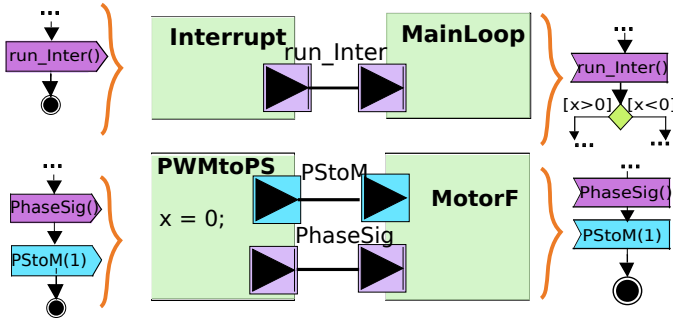 ...
run_Inter()
Interrupt
run_Inter
MainLoop
...
run_Inter()
[x>0] [x<0]
... ...
...
PhaseSig()
PStoM(1)
PWMtoPS
x = 0;
PStoM
PhaseSig
MotorF
...
PhaseSig()
PStoM(1)